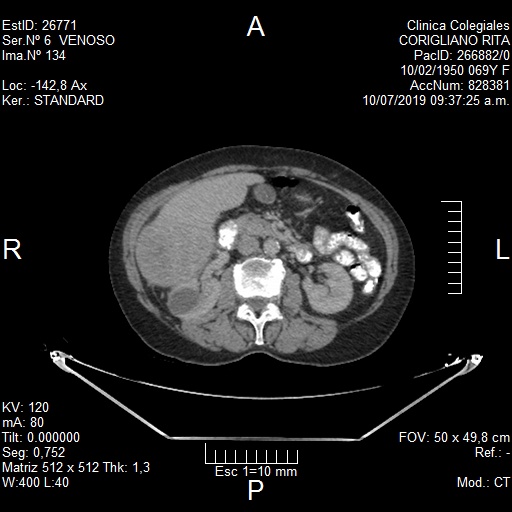 EstID: 26771
Ser.Nº 6 VENOSO
Ima.Nº 134
Loc: -142,8 Ax
Ker.: STANDARD
A
Clinica Colegiales
CORIGLIANO RITA
PacID: 266882/0
10/02/1950 069Y F
AccNum: 828381
10/07/2019 09:37:25 a.m.
R
L
KV: 120
mA: 80
Tilt: 0.000000
Seg: 0,752
Matriz 512 x 512 Thk: 1,3
W:400 L:40
Esc 1=10 mm
P
FOV: 50 x 49,8 cm
Ref.: -
Mod.: CT